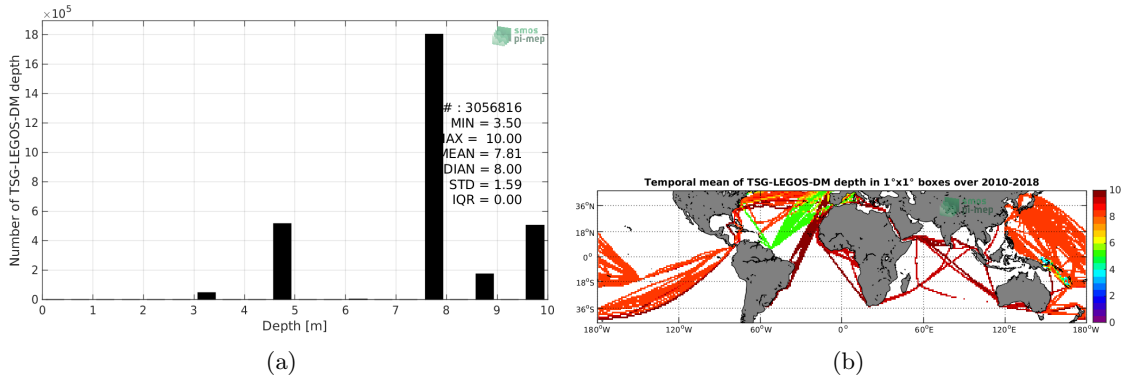 ×10⁵
18
16
14
12
10
8
6
4
2
0
Number of TSG-LEGOS-DM depth
smos
pi-mep
# : 3056816
MIN = 3.50
MAX = 10.00
MEAN = 7.81
DIAN = 8.00
STD = 1.59
IQR = 0.00
0 1 2 3 4 5 6 7 8 9 10
Depth [m]
(a)
Temporal mean of TSG-LEGOS-DM depth in 1°x1° boxes over 2010-2018
smos
pi-mep
36°N
18°N
0°
18°S
36°S
180°W 120°W 60°W 0° 60°E 120°E 180°W
10
8
6
4
2
0
(b)